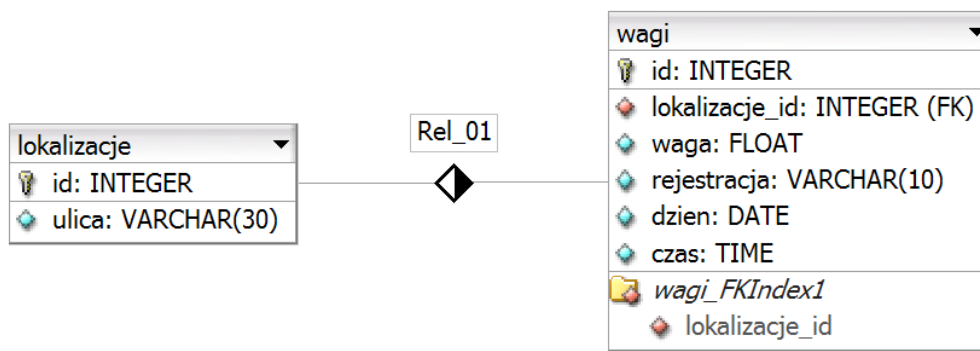 lokalizacje
id: INTEGER
ulica: VARCHAR(30)
Rel_01
wagi
id: INTEGER
lokalizacje_id: INTEGER (FK)
waga: FLOAT
rejestracja: VARCHAR(10)
dzien: DATE
czas: TIME
wagi_FKIndex1
lokalizacje_id